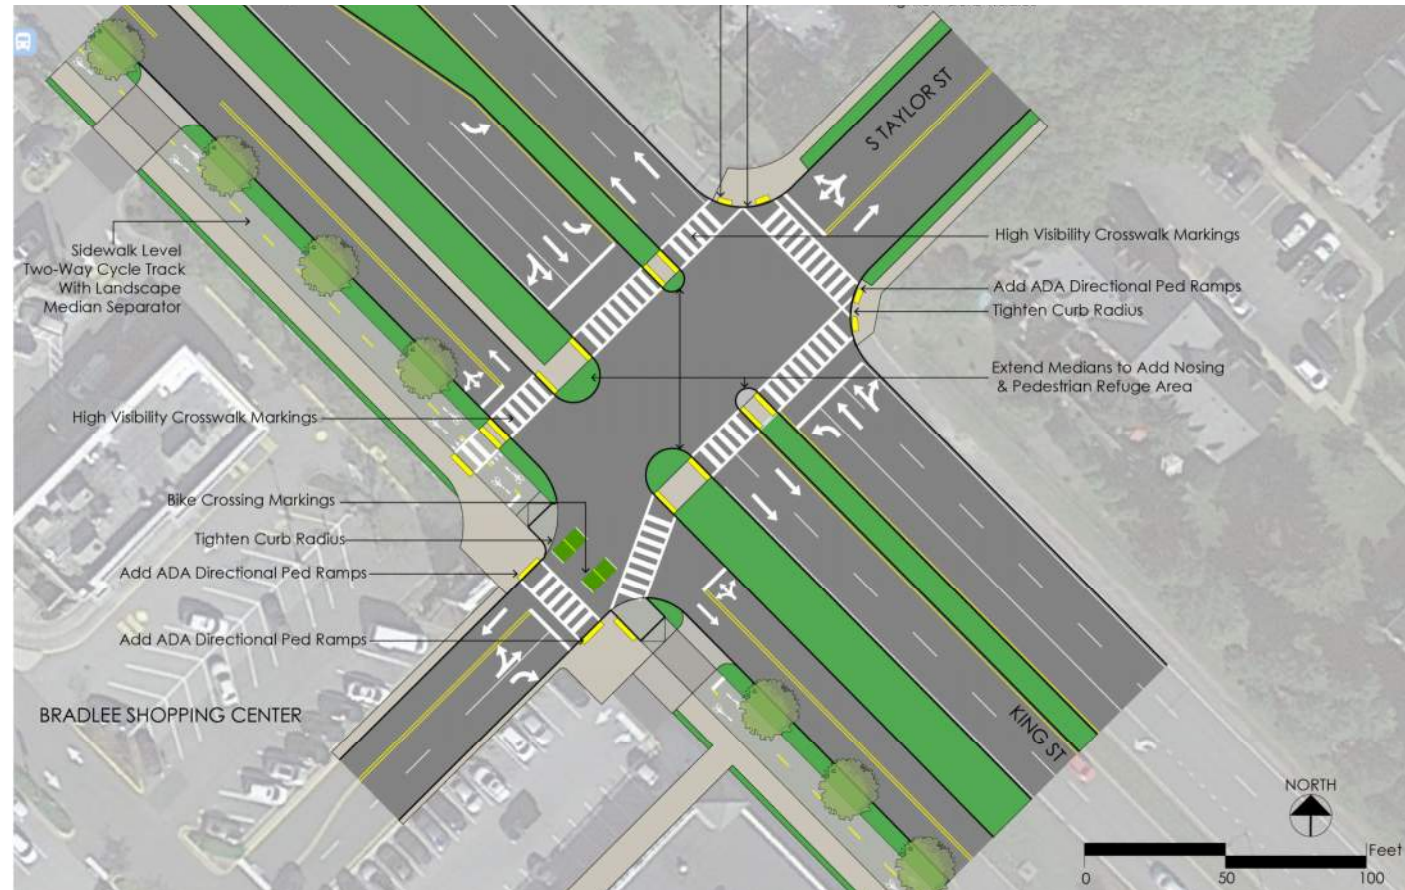 S TAYLOR ST
High Visibility Crosswalk Markings
Sidewalk Level
Two-Way Cycle Track
With Landscape
Median Separator
Add ADA Directional Ped Ramps
Tighten Curb Radius
Extend Medians to Add Nosing
& Pedestrian Refuge Area
High Visibility Crosswalk Markings
Bike Crossing Markings
Tighten Curb Radius
Add ADA Directional Ped Ramps
Add ADA Directional Ped Ramps
BRADLEE SHOPPING CENTER
KING ST
NORTH
Feet
0 50 100